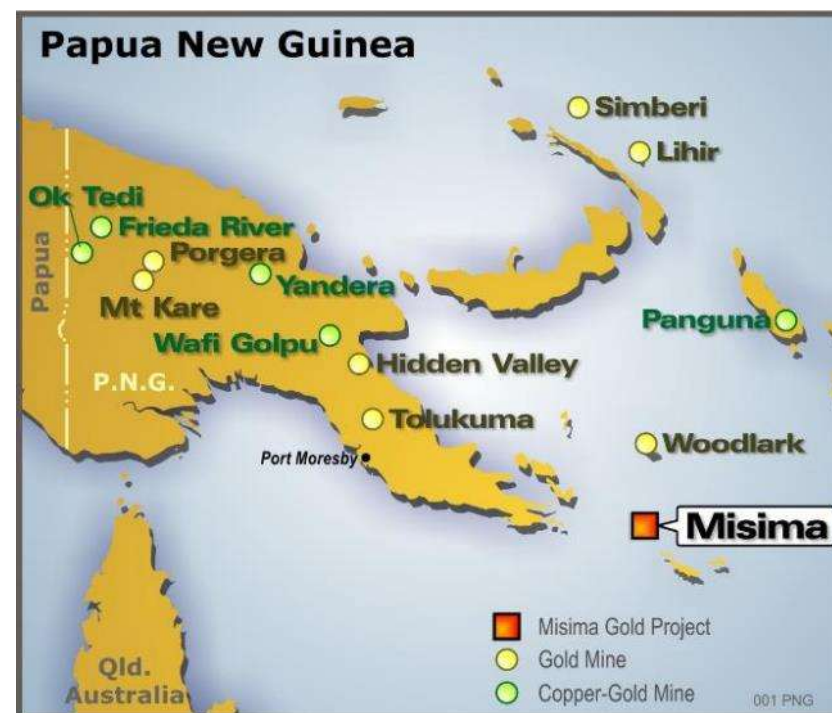 Papua New Guinea
Simberi
Lihir
Ok Tedi
Frieda River
Porgera
Papua
Mt Kare
Yandera
Panguna
Wafi Golpu
Hidden Valley
P.N.G.
Tolukuma
Port Moresby
Woodlark
Misima
Misima Gold Project
Gold Mine
Copper-Gold Mine
Qld.
Australia
001 PNG